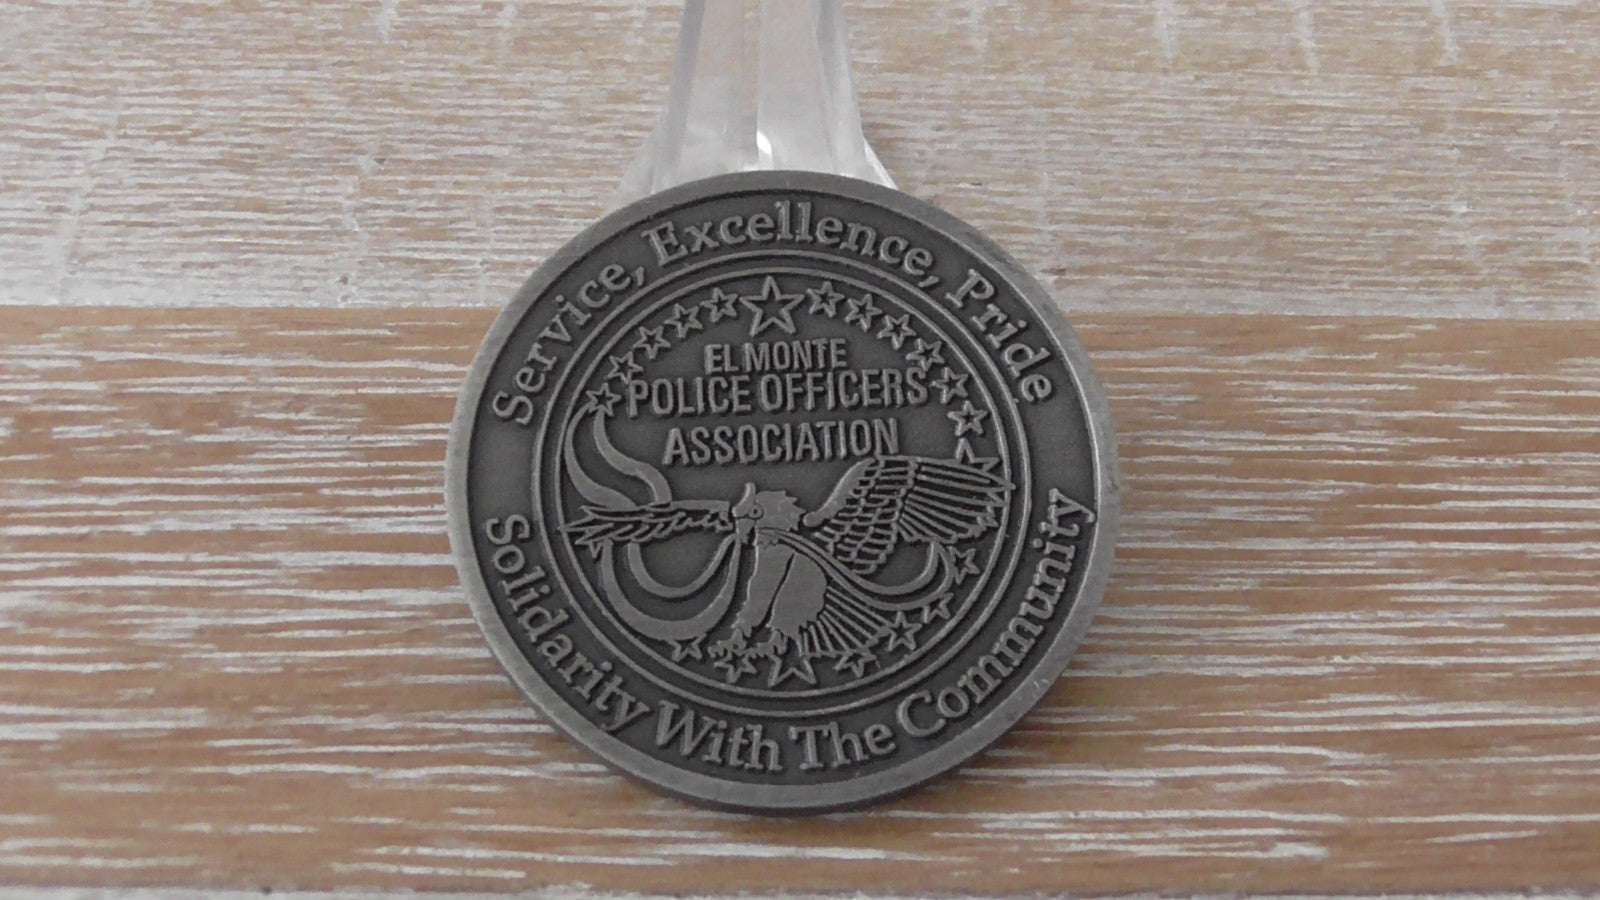 Service, Excellence, Pride
EL MONTE
POLICE OFFICERS
ASSOCIATION
Solidarity With The Community